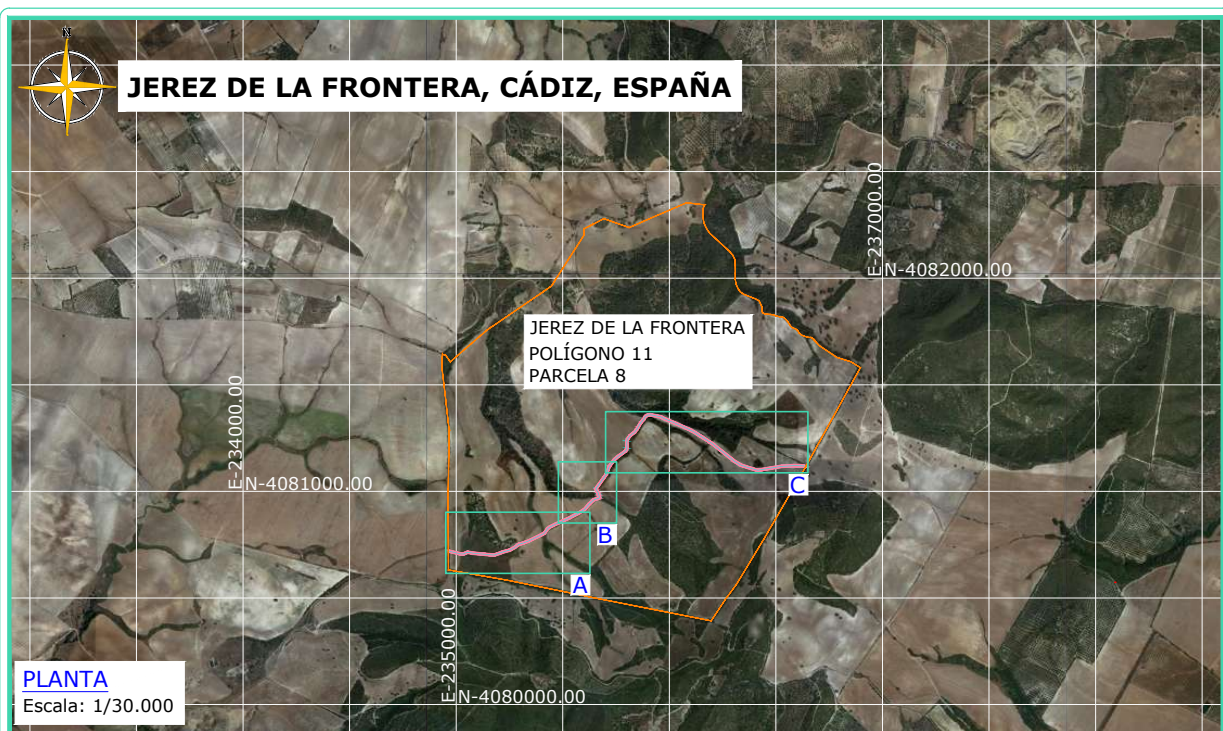 N
JEREZ DE LA FRONTERA, CÁDIZ, ESPAÑA
E-237000.00
N-4082000.00
JEREZ DE LA FRONTERA
POLÍGONO 11
PARCELA 8
E-234000.00
N-4081000.00
C
B
A
E-235000.00
N-4080000.00
PLANTA
Escala: 1/30.000